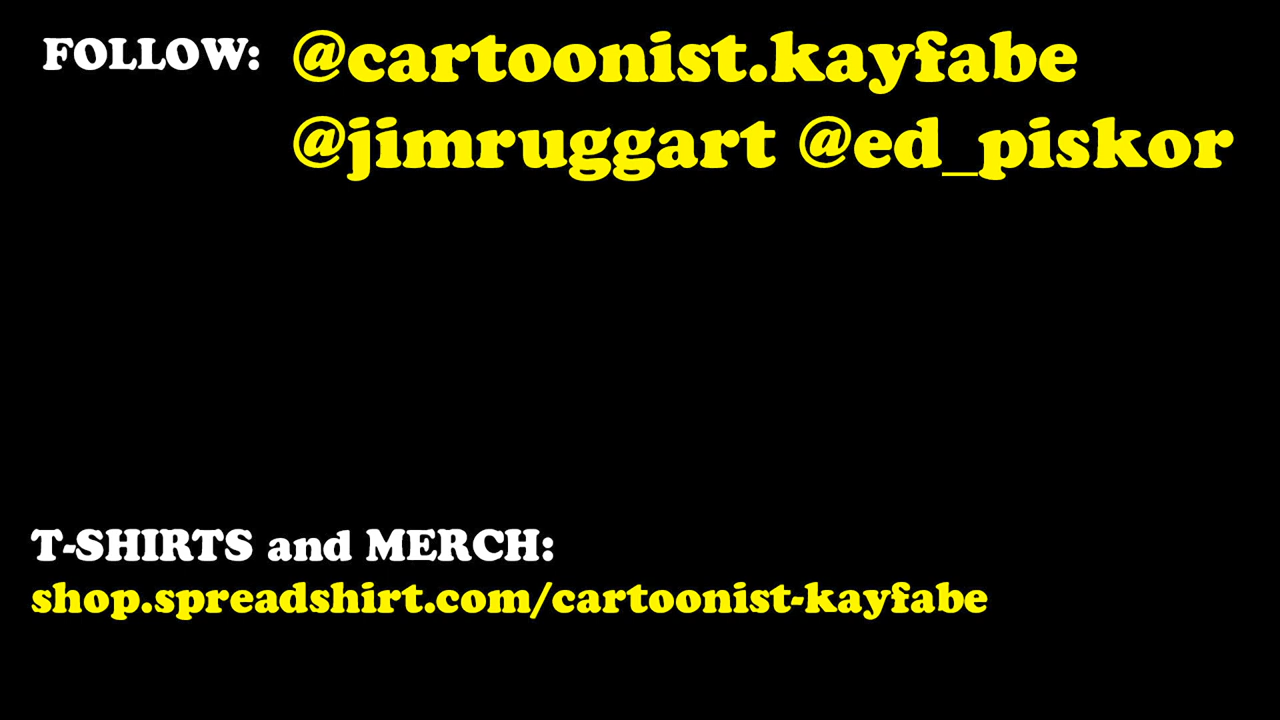 FOLLOW: @cartoonist.kayfabe
@jimruggart @ed_piskor
T-SHIRTS and MERCH:
shop.spreadshirt.com/cartoonist-kayfabe